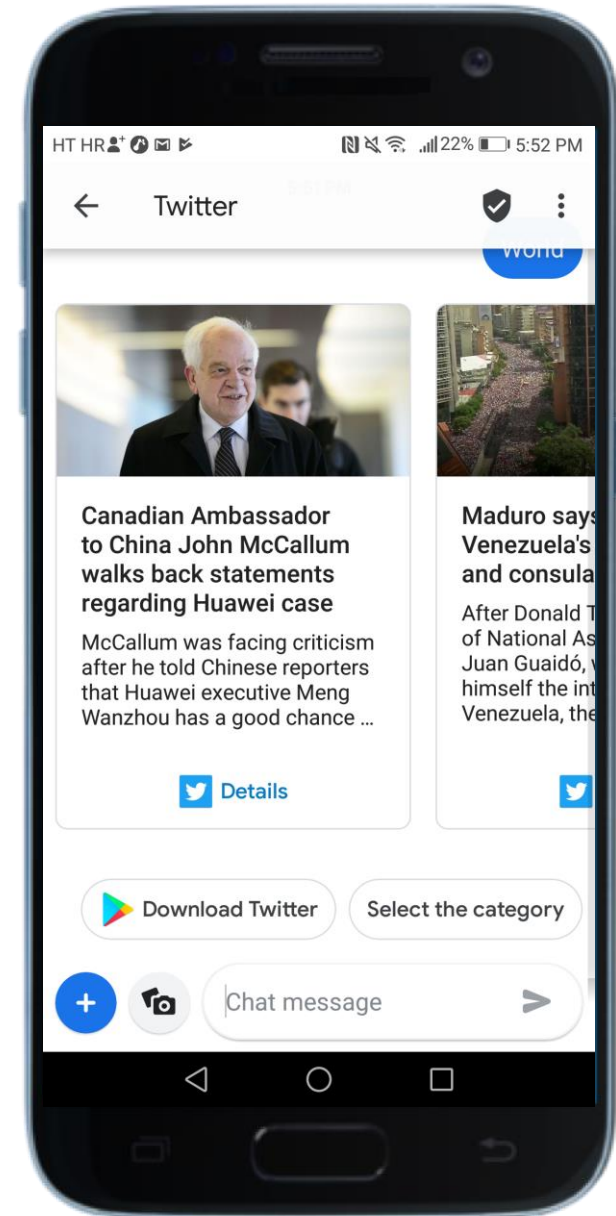 HT HR 22% 5:52 PM
Twitter
World
Canadian Ambassador
to China John McCallum
walks back statements
regarding Huawei case
McCallum was facing criticism
after he told Chinese reporters
that Huawei executive Meng
Wanzhou has a good chance ...
Details
Maduro says
Venezuela's
and consula
After Donald T
of National As
Juan Guaidó,
himself the int
Venezuela, the
Download Twitter
Select the category
Chat message